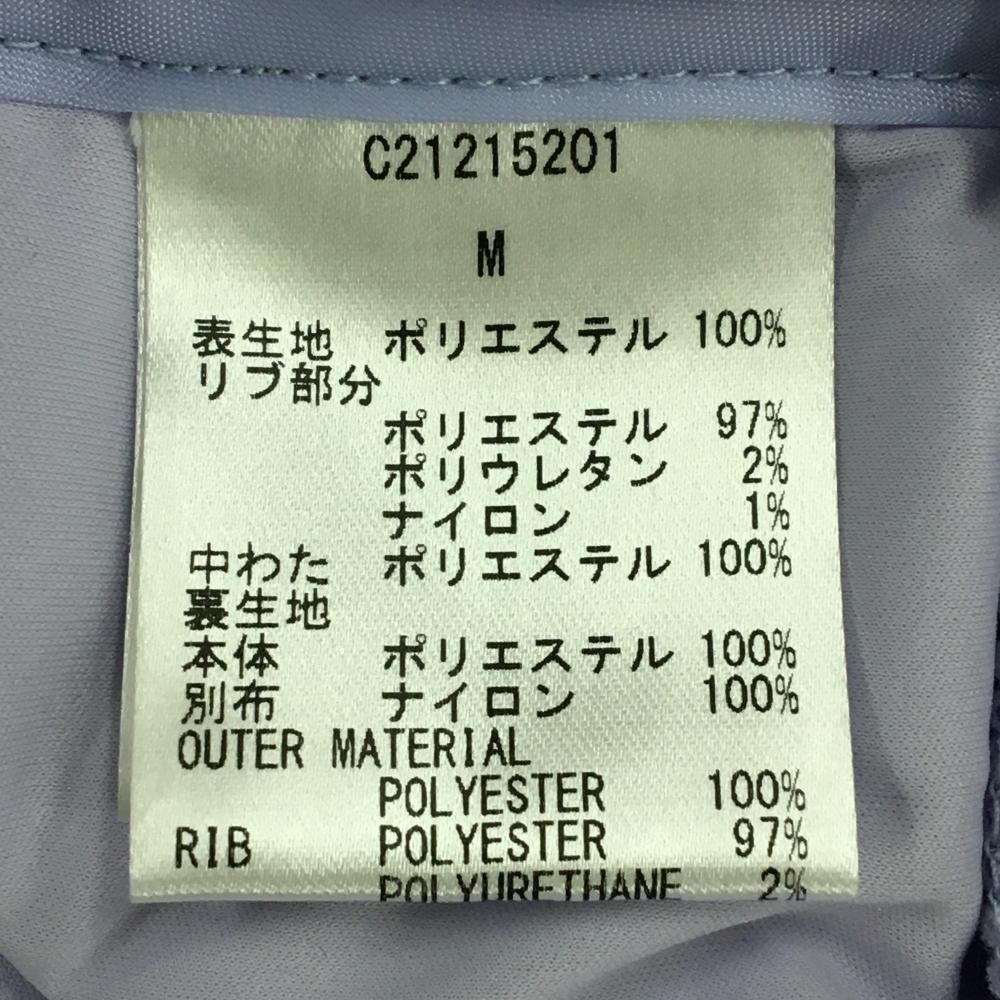 C21215201
M
表生地 ポリエステル 100%
リブ部分
ポリエステル 97%
ポリウレタン 2%
ナイロン 1%
中わた ポリエステル 100%
裏生地
本体 ポリエステル 100%
別布 ナイロン 100%
OUTER MATERIAL
POLYESTER 100%
RIB POLYESTER 97%
POLYURETHANE 2%